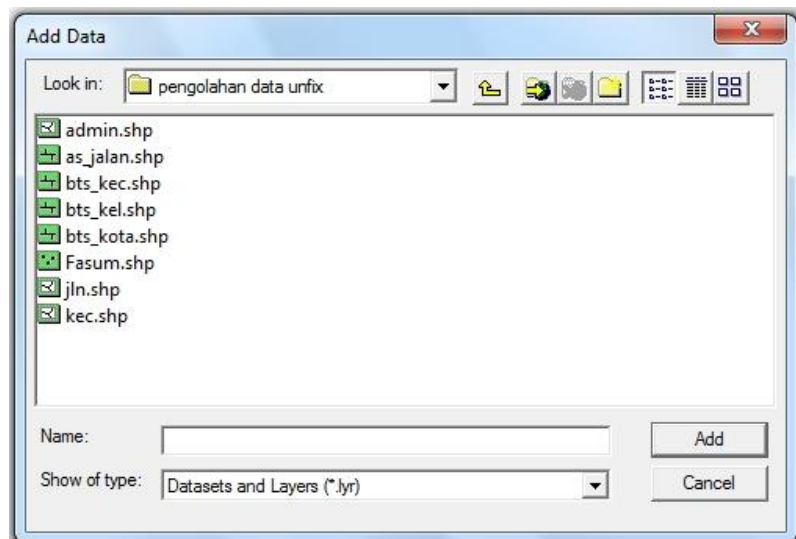 Add Data
Look in: pengolahan data unfix
admin.shp
as_jalan.shp
bts_kec.shp
bts_kel.shp
bts_kota.shp
Fasum.shp
jln.shp
kec.shp
Name: Add
Show of type: Datasets and Layers (*.lyr) Cancel